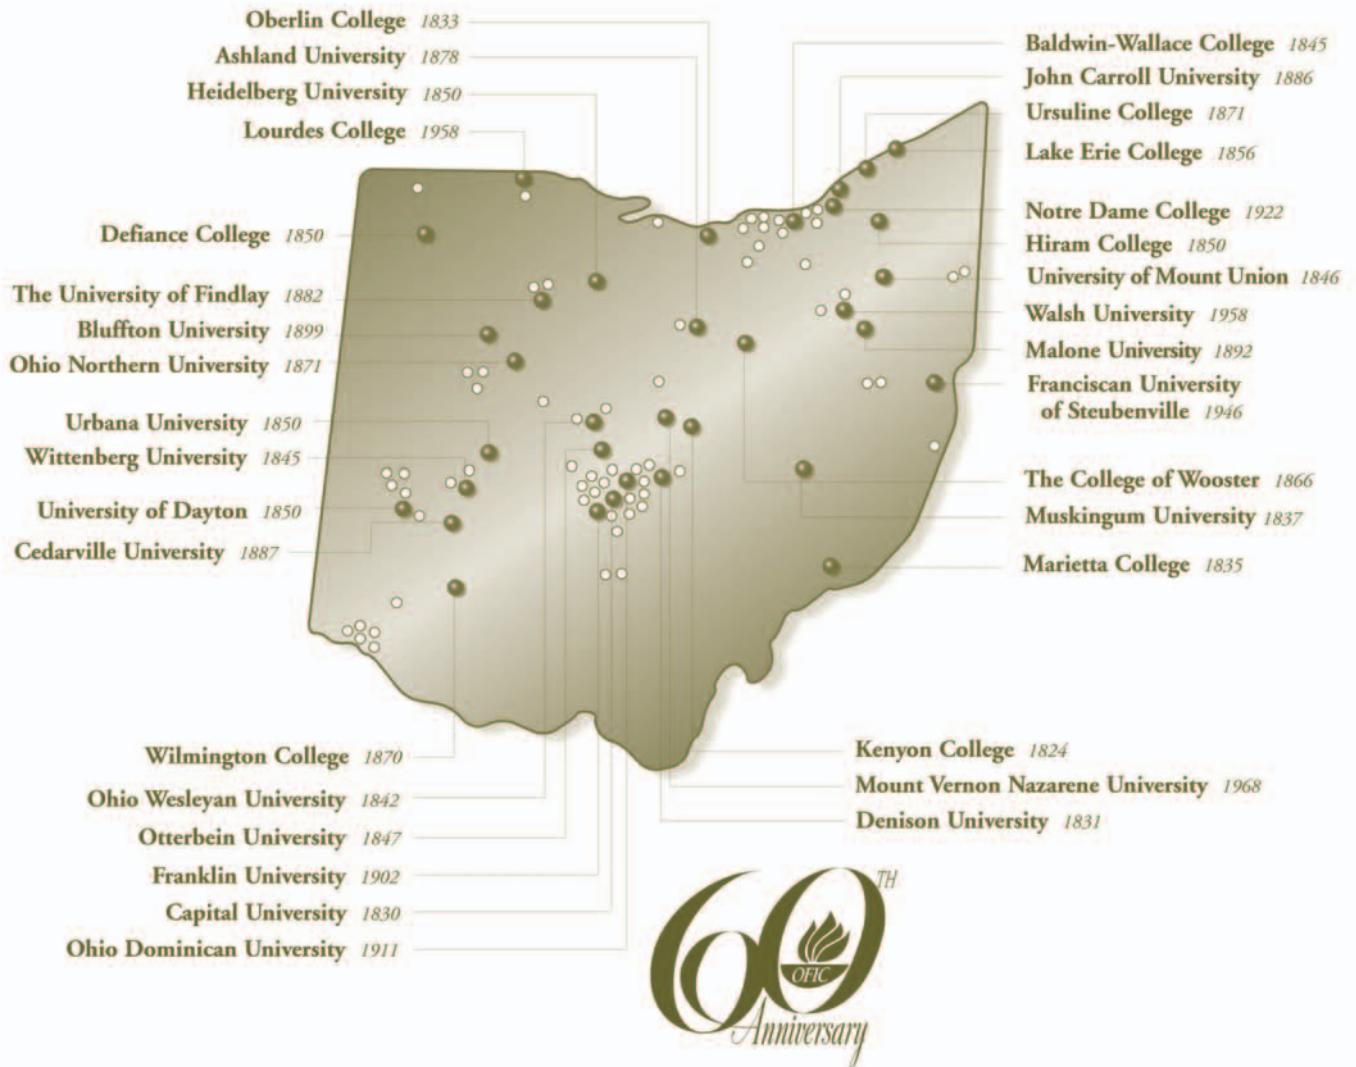 Oberlin College 1833
Ashland University 1878
Heidelberg University 1850
Lourdes College 1958
Defiance College 1850
The University of Findlay 1882
Bluffton University 1899
Ohio Northern University 1871
Urbana University 1850
Wittenberg University 1845
University of Dayton 1850
Cedarville University 1887
Wilmington College 1870
Ohio Wesleyan University 1842
Otterbein University 1847
Franklin University 1902
Capital University 1830
Ohio Dominican University 1911
Baldwin-Wallace College 1845
John Carroll University 1886
Ursuline College 1871
Lake Erie College 1856
Notre Dame College 1922
Hiram College 1850
University of Mount Union 1846
Walsh University 1958
Malone University 1892
Franciscan University
of Steubenville 1946
The College of Wooster 1866
Muskingum University 1837
Marietta College 1835
Kenyon College 1824
Mount Vernon Nazarene University 1968
Denison University 1831
60TH
OFIC
Anniversary